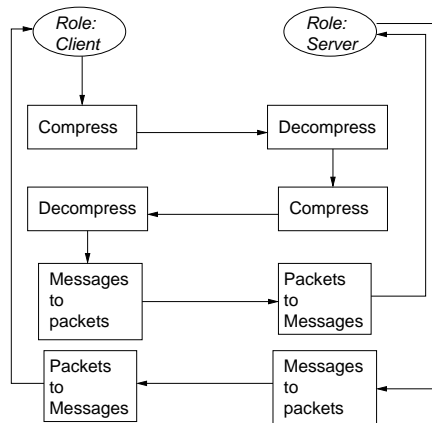 Role:
Client
Role:
Server
Compress
Decompress
Decompress
Compress
Messages
to
packets
Packets
to
Messages
Packets
to
Messages
Messages
to
packets